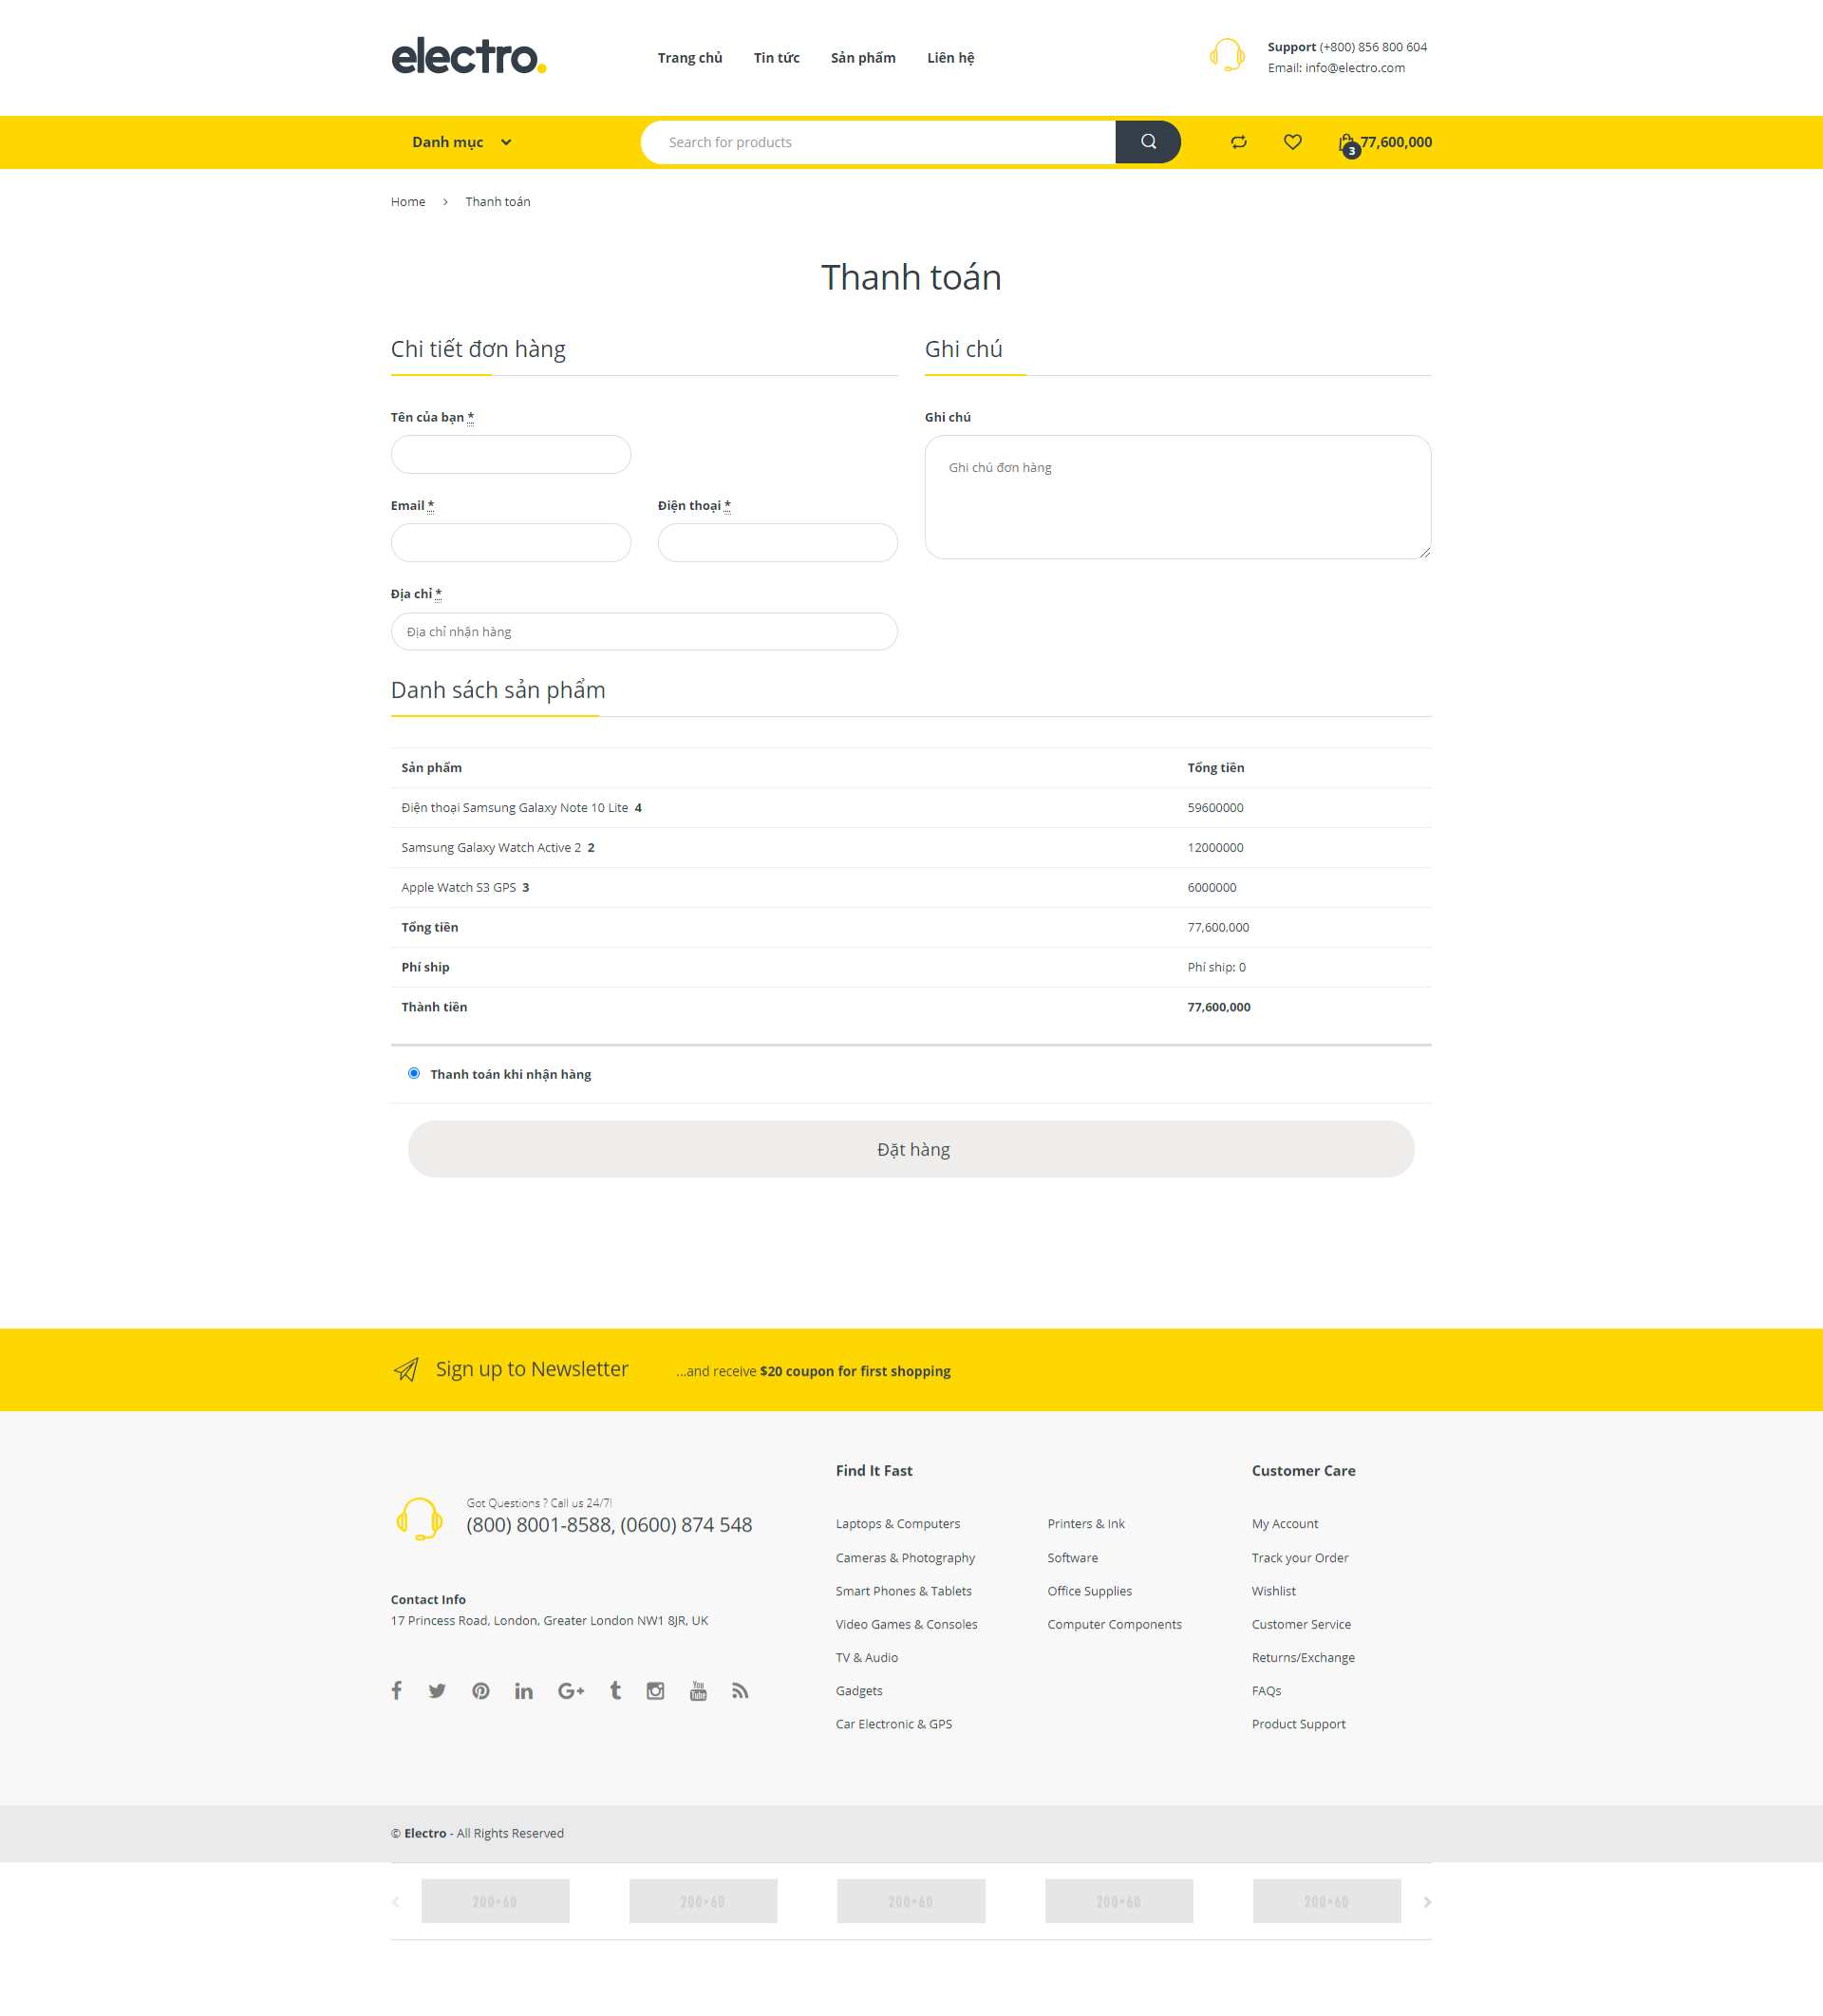 electro.
Trang chủ Tin tức Sản phẩm Liên hệ
Support (+800) 856 800 604
Email: info@electro.com
Danh mục
Search for products
3 77,600,000
Home > Thanh toán
Thanh toán
Chi tiết đơn hàng
Tên của bạn *
Email * Điện thoại *
Địa chỉ *
Địa chỉ nhận hàng
Ghi chú
Ghi chú
Ghi chú đơn hàng
Danh sách sản phẩm
Sản phẩm Tổng tiền
Điện thoại Samsung Galaxy Note 10 Lite 4 59600000
Samsung Galaxy Watch Active 2 2 12000000
Apple Watch S3 GPS 3 6000000
Tổng tiền 77,600,000
Phí ship Phí ship: 0
Thành tiền 77,600,000
Thanh toán khi nhận hàng
Đặt hàng
Sign up to Newsletter ...and receive $20 coupon for first shopping
Got Questions ? Call us 24/7!
(800) 8001-8588, (0600) 874 548
Contact Info
17 Princess Road, London, Greater London NW1 8JR, UK
You Tube
Find It Fast
Laptops & Computers
Cameras & Photography
Smart Phones & Tablets
Video Games & Consoles
TV & Audio
Gadgets
Car Electronic & GPS
Printers & Ink
Software
Office Supplies
Computer Components
Customer Care
My Account
Track your Order
Wishlist
Customer Service
Returns/Exchange
FAQs
Product Support
© Electro - All Rights Reserved
200×60 200×60 200×60 200×60 200×60